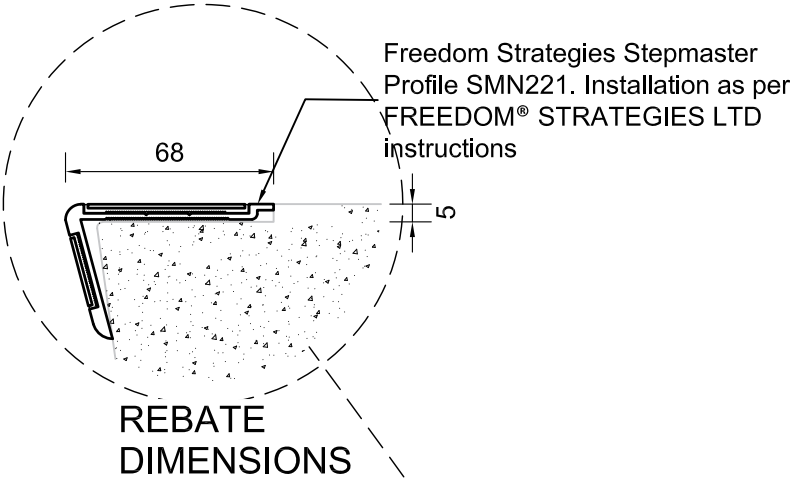 Freedom Strategies Stepmaster
Profile SMN221. Installation as per
FREEDOM® STRATEGIES LTD
instructions
68
5
REBATE
DIMENSIONS